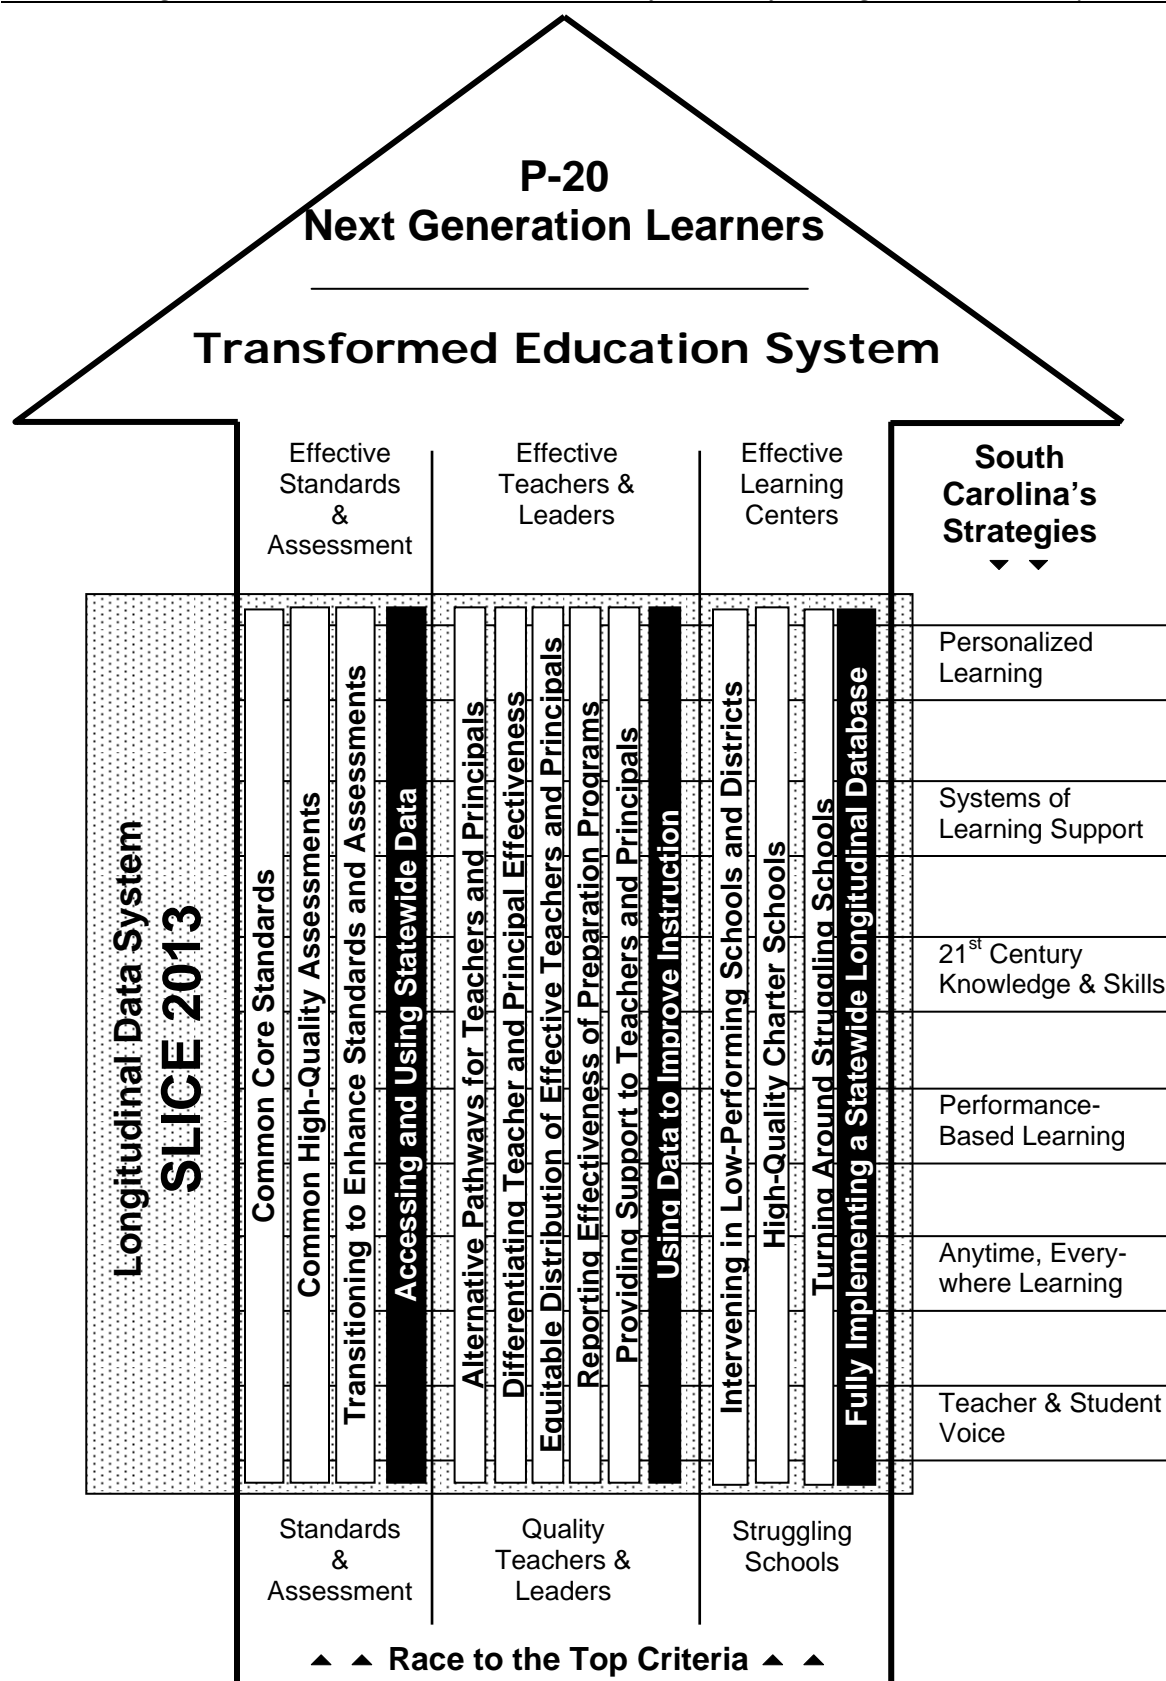 P-20
Next Generation Learners
Transformed Education System
Effective
Standards
&
Assessment
Effective
Teachers &
Leaders
Effective
Learning
Centers
South
Carolina's
Strategies
Longitudinal Data System
SLICE 2013
Common Core Standards
Common High-Quality Assessments
Transitioning to Enhance Standards and Assessments
Accessing and Using Statewide Data
Alternative Pathways for Teachers and Principals
Differentiating Teacher and Principal Effectiveness
Equitable Distribution of Effective Teachers and Principals
Reporting Effectiveness of Preparation Programs
Providing Support to Teachers and Principals
Using Data to Improve Instruction
Intervening in Low-Performing Schools and Districts
High-Quality Charter Schools
Turning Around Struggling Schools
Fully Implementing a Statewide Longitudinal Database
Personalized
Learning
Systems of
Learning Support
21st Century
Knowledge & Skills
Performance-
Based Learning
Anytime, Every-
where Learning
Teacher & Student
Voice
Standards
&
Assessment
Quality
Teachers &
Leaders
Struggling
Schools
Race to the Top Criteria